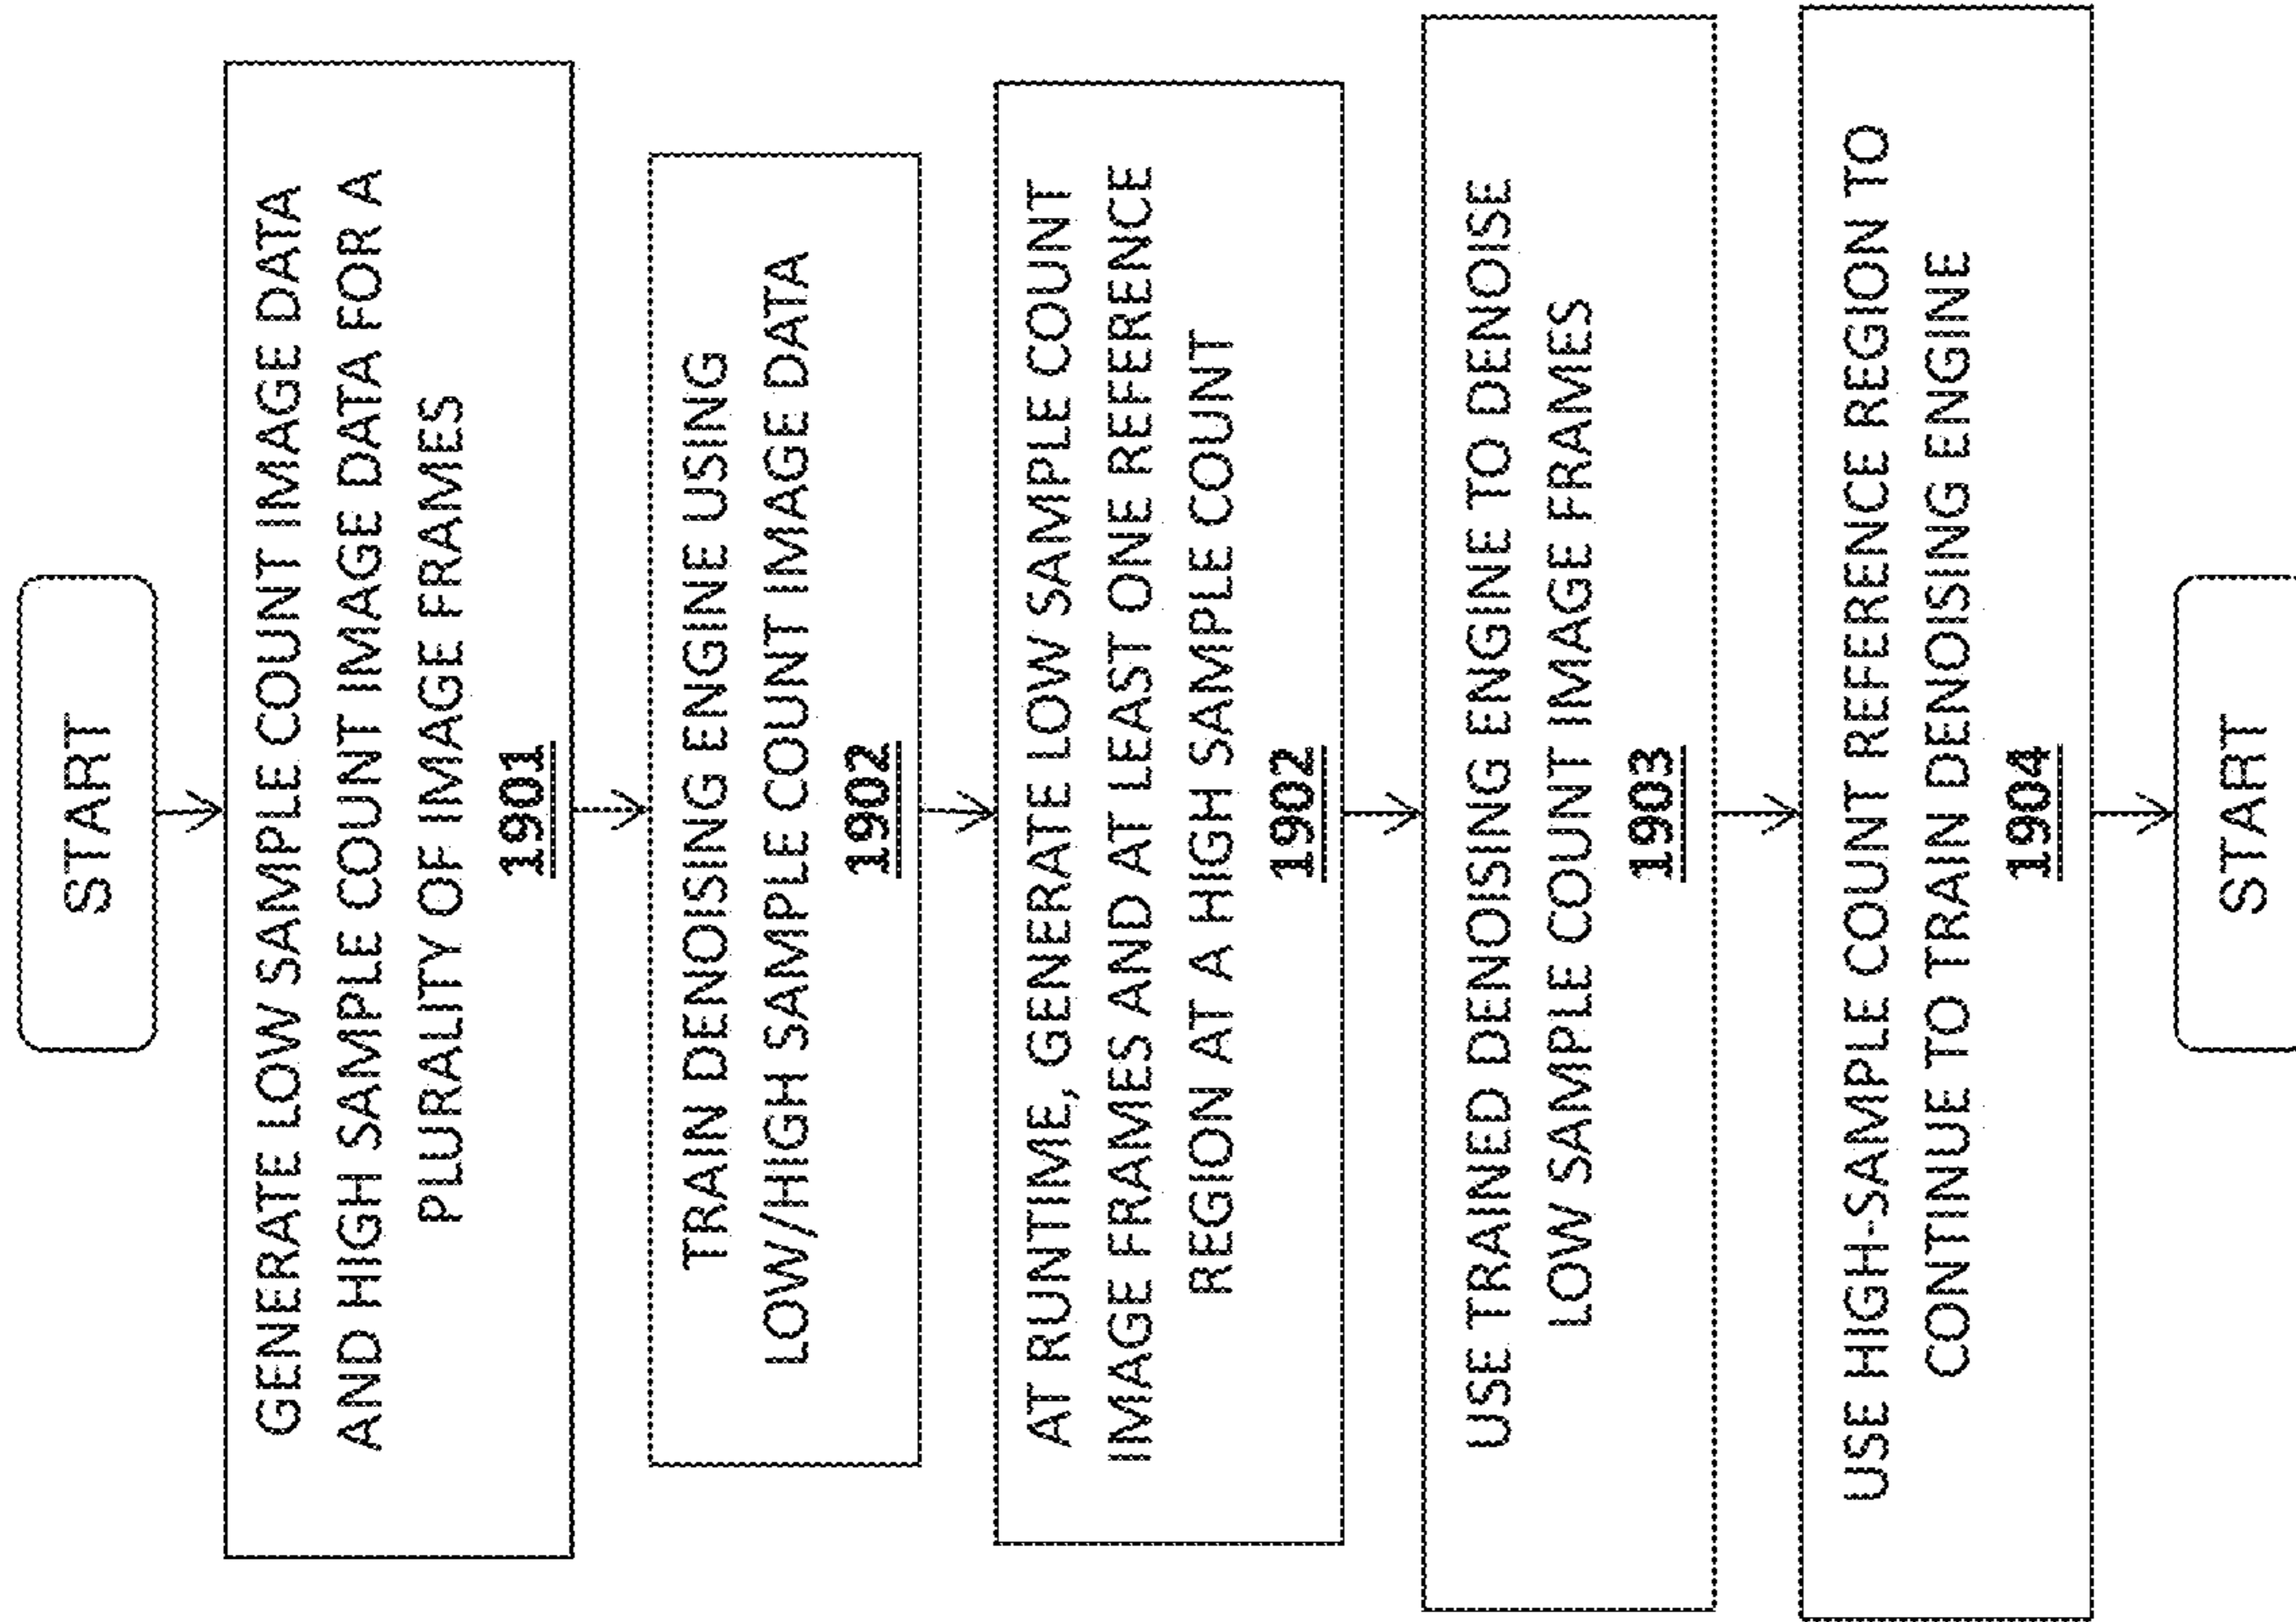 START
GENERATE LOW SAMPLE COUNT IMAGE DATA
AND HIGH SAMPLE COUNT IMAGE DATA FOR A
PLURALITY OF IMAGE FRAMES
1901
TRAIN DENOISING ENGINE USING
LOW/HIGH SAMPLE COUNT IMAGE DATA
1902
AT RUNTIME, GENERATE LOW SAMPLE COUNT
IMAGE FRAMES AND AT LEAST ONE REFERENCE
REGION AT A HIGH SAMPLE COUNT
1902
USE TRAINED DENOISING ENGINE TO DENOISE
LOW SAMPLE COUNT IMAGE FRAMES
1903
USE HIGH-SAMPLE COUNT REFERENCE REGION TO
CONTINUE TO TRAIN DENOISING ENGINE
1904
START